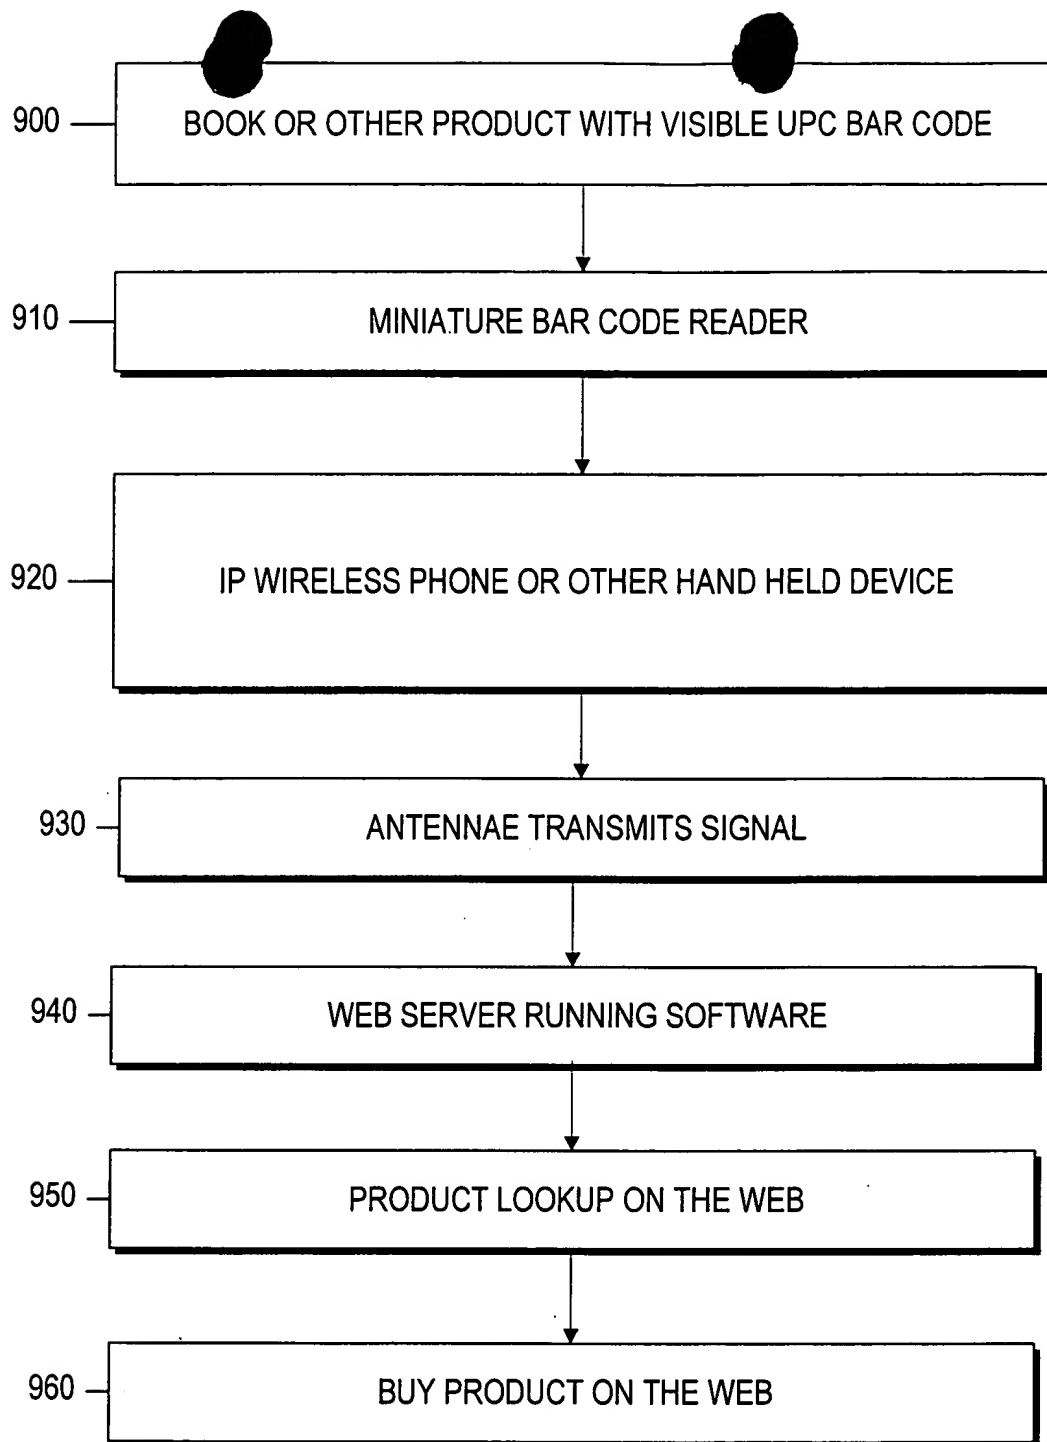 900 BOOK OR OTHER PRODUCT WITH VISIBLE UPC BAR CODE
910 MINIATURE BAR CODE READER
920 IP WIRELESS PHONE OR OTHER HAND HELD DEVICE
930 ANTENNAE TRANSMITS SIGNAL
940 WEB SERVER RUNNING SOFTWARE
950 PRODUCT LOOKUP ON THE WEB
960 BUY PRODUCT ON THE WEB